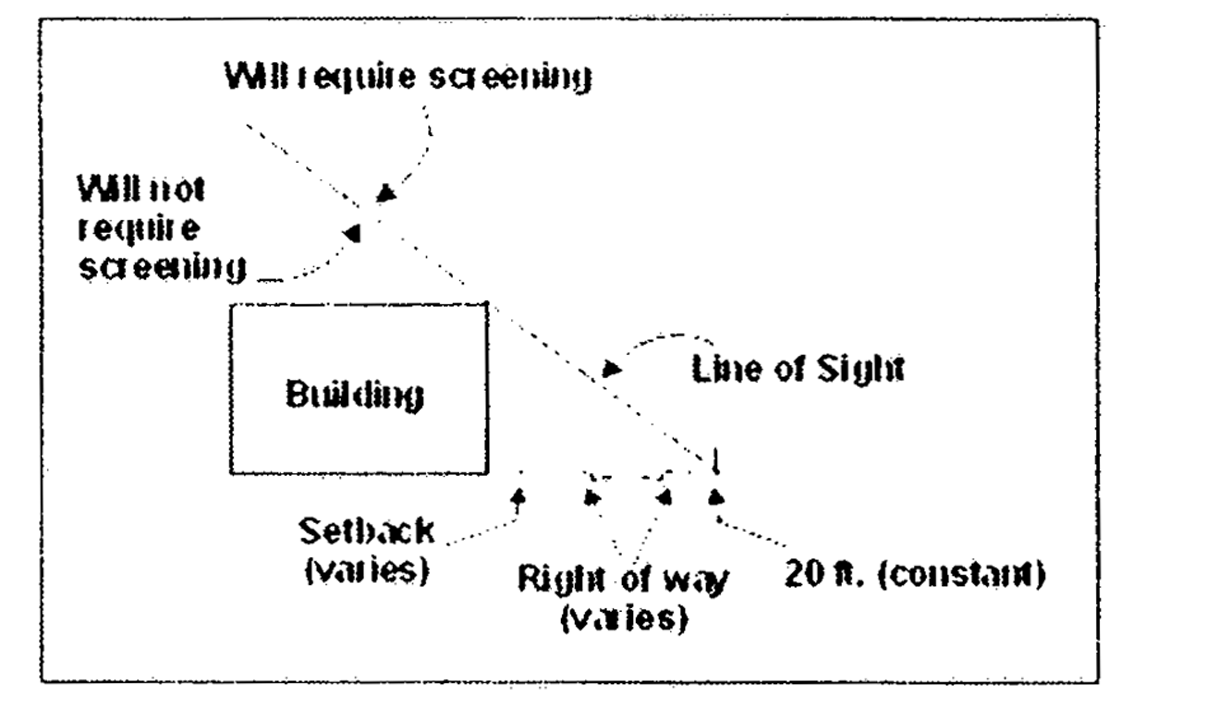 Will require screening
Will not
require
screening
Line of Sight
Building
Setback
(varies)
Right of way
(varies)
20 ft. (constant)